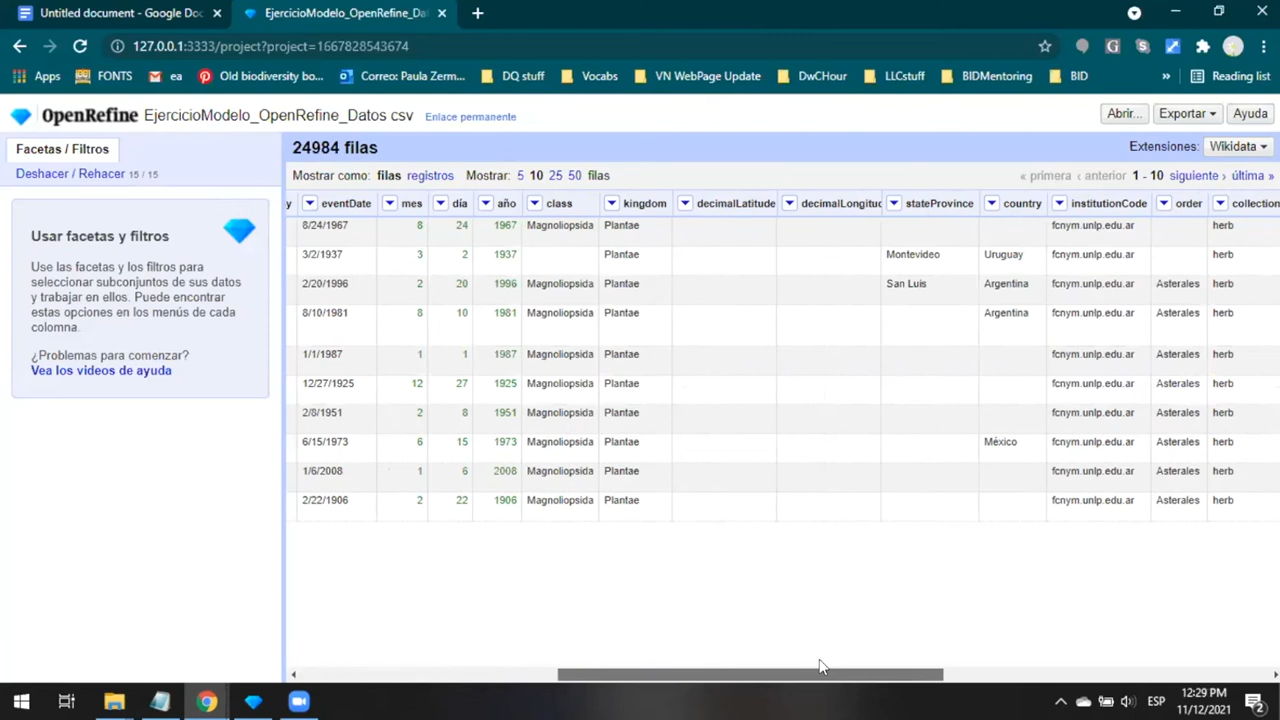 Untitled document - Google Doc
EjercicioModelo_OpenRefine_Dat
127.0.0.1:3333/project?project=1667828543674
Apps
FONTS
ea
Old biodiversity bo...
Correo: Paula Zerm...
DQ stuff
Vocabs
VN WebPage Update
DwCHour
LLCstuff
BIDMentoring
BID
»
Reading list
OpenRefine EjercicioModelo_OpenRefine_Datos csv Enlace permanente
Abrir... Exportar Ayuda
Facetas / Filtros
Deshacer / Rehacer 15 / 15
Usar facetas y filtros
Use las facetas y los filtros para
seleccionar subconjuntos de sus datos
y trabajar en ellos. Puede encontrar
estas opciones en los menús de cada
columna.
¿Problemas para comenzar?
Vea los videos de ayuda
24984 filas
Extensiones: Wikidata
Mostrar como: filas registros Mostrar: 5 10 25 50 filas
« primera ‹ anterior 1 - 10 siguiente › última »
y eventDate mes día año class kingdom decimalLatitude decimalLongituc stateProvince country institutionCode order collection
8/24/1967 8 24 1967 Magnoliopsida Plantae fcnym.unlp.edu.ar herb
3/2/1937 3 2 1937 Plantae Montevideo Uruguay fcnym.unlp.edu.ar herb
2/20/1996 2 20 1996 Magnoliopsida Plantae San Luis Argentina fcnym.unlp.edu.ar Asterales herb
8/10/1981 8 10 1981 Magnoliopsida Plantae Argentina fcnym.unlp.edu.ar Asterales herb
1/1/1987 1 1 1987 Magnoliopsida Plantae fcnym.unlp.edu.ar Asterales herb
12/27/1925 12 27 1925 Magnoliopsida Plantae fcnym.unlp.edu.ar Asterales herb
2/8/1951 2 8 1951 Magnoliopsida Plantae fcnym.unlp.edu.ar Asterales herb
6/15/1973 6 15 1973 Magnoliopsida Plantae México fcnym.unlp.edu.ar Asterales herb
1/6/2008 1 6 2008 Magnoliopsida Plantae fcnym.unlp.edu.ar Asterales herb
2/22/1906 2 22 1906 Magnoliopsida Plantae fcnym.unlp.edu.ar Asterales herb
ESP
12:29 PM
11/12/2021
2